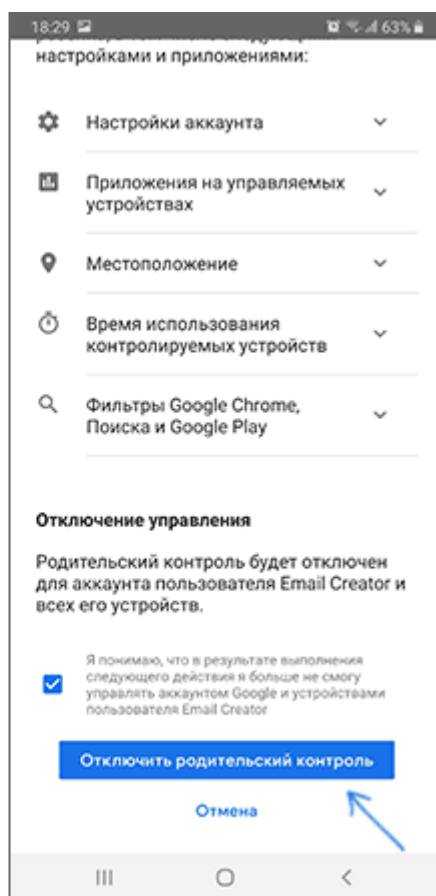 18:29 63%
настройками и приложениями:
Настройки аккаунта
Приложения на управляемых
устройствах
Местоположение
Время использования
контролируемых устройств
Фильтры Google Chrome,
Поиска и Google Play
Отключение управления
Родительский контроль будет отключен
для аккаунта пользователя Email Creator и
всех его устройств.
Я понимаю, что в результате выполнения
следующего действия я больше не смогу
управлять аккаунтом Google и устройствами
пользователя Email Creator
Отключить родительский контроль
Отмена